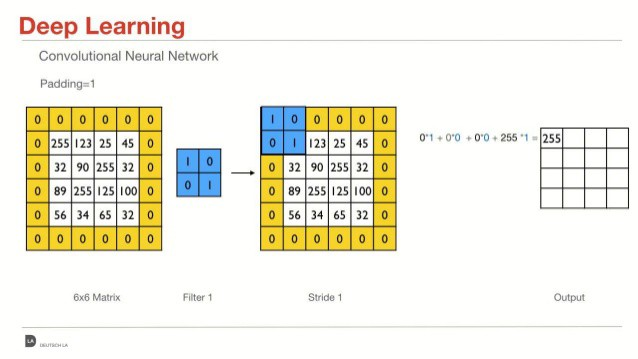 Deep Learning
Convolutional Neural Network
Padding=1
0 0 0 0 0 0
0 255 123 25 45 0
0 32 90 255 32 0
0 89 255 125 100 0
0 56 34 65 32 0
0 0 0 0 0 0
1 0
0 1
1 0 0 0 0 0
0 1 123 25 45 0
0 32 90 255 32 0
0 89 255 125 100 0
0 56 34 65 32 0
0 0 0 0 0 0
0*1 + 0*0 + 0*0 + 255 *1 = 255
6x6 Matrix
Filter 1
Stride 1
Output
LA
DEUTECH LA